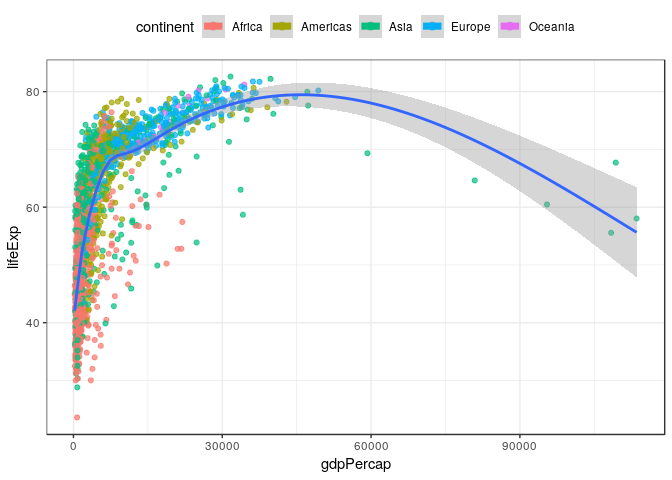 continent Africa Americas Asia Europe Oceania
80
60
40
lifeExp
0 30000 60000 90000
gdpPercap